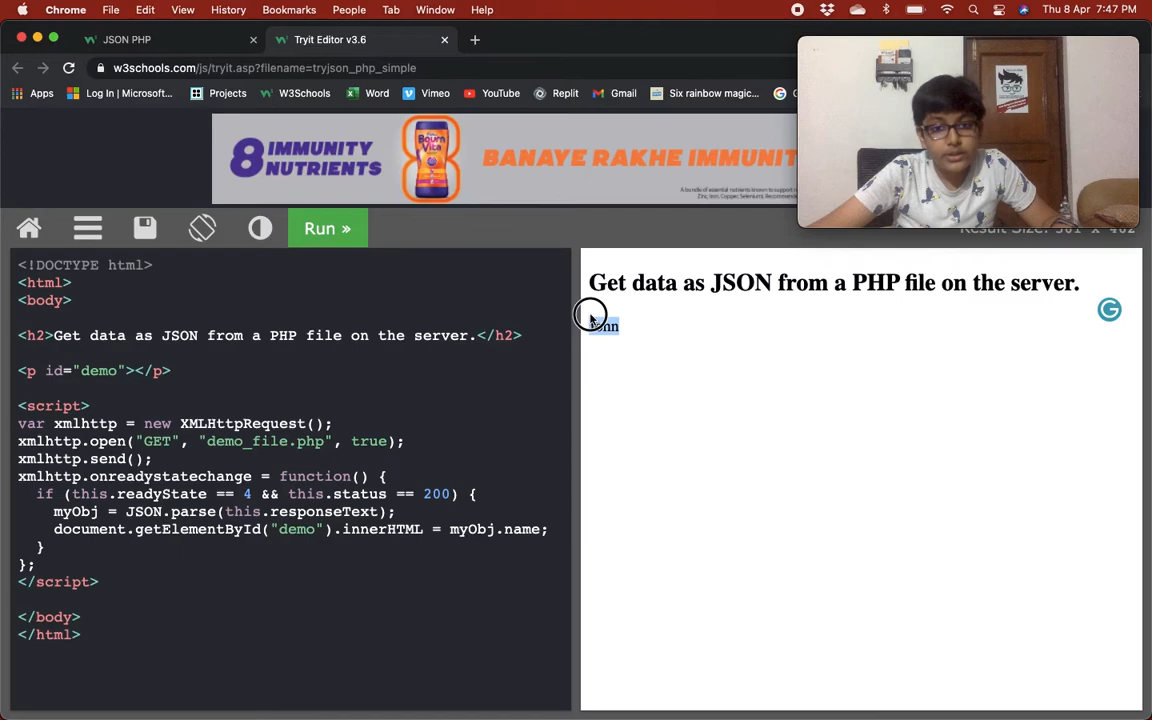 Chrome File Edit View History Bookmarks People Tab Window Help Thu 8 Apr 7:47 PM
JSON PHP Tryit Editor v3.6
w3schools.com/js/tryit.asp?filename=tryjson_php_simple
Apps Log In | Microsoft... Projects W3Schools Word Vimeo YouTube Replit Gmail Six rainbow magic...
8 IMMUNITY NUTRIENTS Bourn Vita BANAYE RAKHE IMMUNIT
Run »
<!DOCTYPE html>
<html>
<body>
<h2>Get data as JSON from a PHP file on the server.</h2>
<p id="demo"></p>
<script>
var xmlhttp = new XMLHttpRequest();
xmlhttp.open("GET", "demo_file.php", true);
xmlhttp.send();
xmlhttp.onreadystatechange = function() {
if (this.readyState == 4 && this.status == 200) {
myObj = JSON.parse(this.responseText);
document.getElementById("demo").innerHTML = myObj.name;
}
};
</script>
</body>
</html>
Get data as JSON from a PHP file on the server.
John